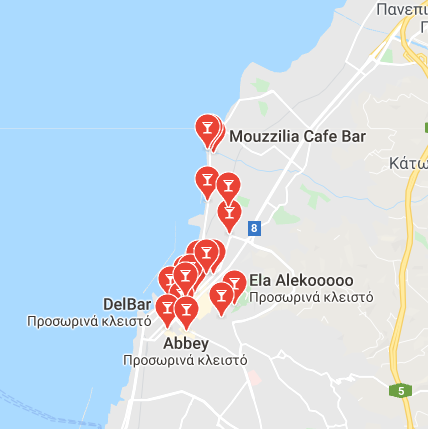 Πανεπι
Γ
Mouzzilia Cafe Bar
Κάτω
8
Ela Alekooooo
Προσωρινά κλειστό
DelBar
Προσωρινά κλειστό
Abbey
Προσωρινά κλειστό
5